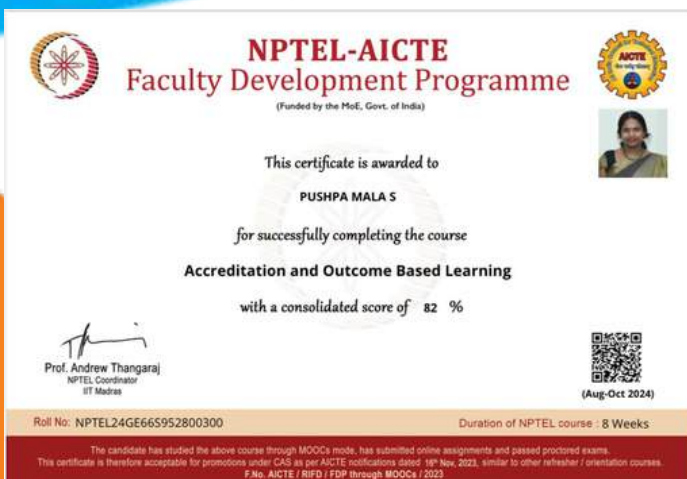 NPTEL-AICTE
AICTE
Faculty Development Programme
(Funded by the MoE, Govt. of India)
This certificate is awarded to
PUSHPA MALA S
for successfully completing the course
Accreditation and Outcome Based Learning
with a consolidated score of 82 %
Prof. Andrew Thangaraj
NPTEL Coordinator
IIT Madras
(Aug-Oct 2024)
Roll No: NPTEL24GE66S952800300
Duration of NPTEL course : 8 Weeks
The candidate has studied the above course through MOOCs mode, has submitted online assignments and passed proctored exams.
This certificate is therefore acceptable for promotions under CAS as per AICTE notifications dated 16th Nov, 2023, similar to other refresher / orientation courses.
F.No. AICTE / RIFD / FDP through MOOCs / 2023